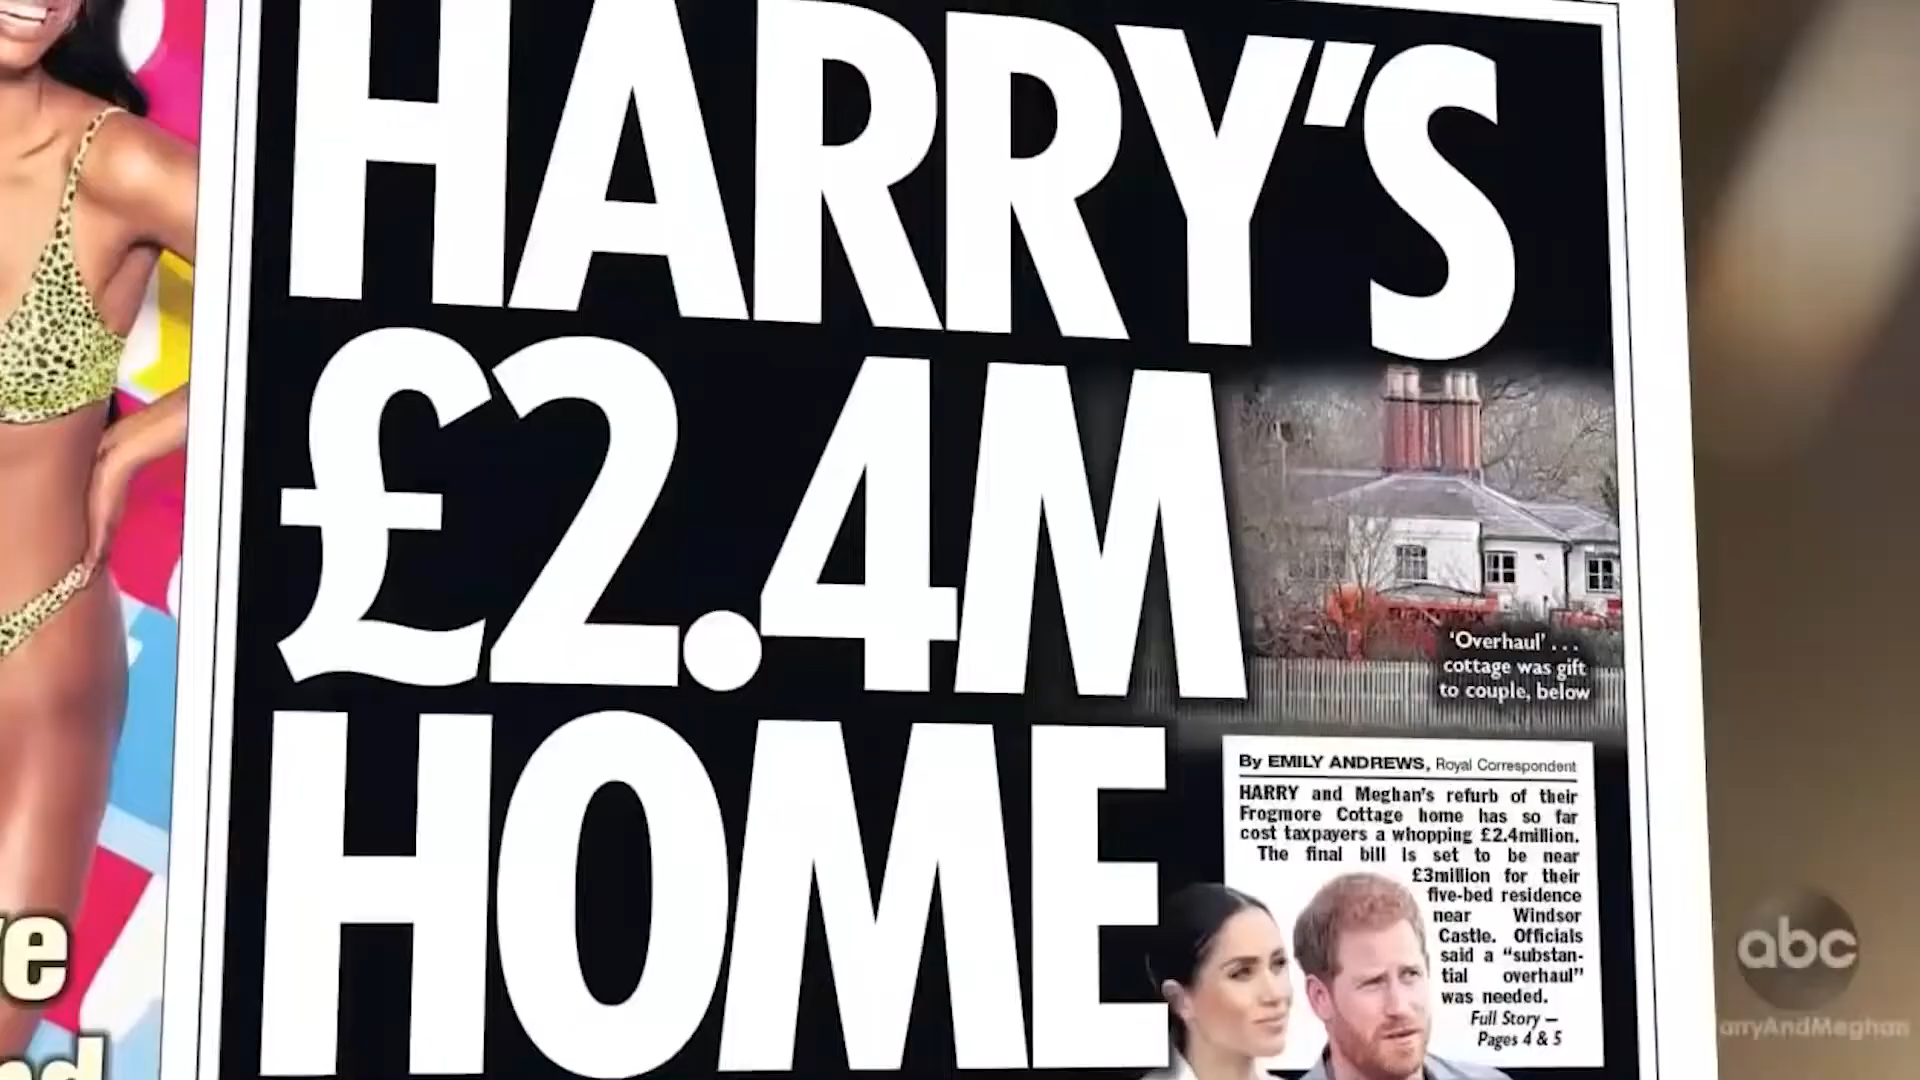 HARRY'S
£2.4M
HOME
'Overhaul' ...
cottage was gift
to couple, below
By EMILY ANDREWS, Royal Correspondent
HARRY and Meghan's refurb of their
Frogmore Cottage home has so far
cost taxpayers a whopping £2.4million.
The final bill is set to be near
£3million for their
five-bed residence
near Windsor
Castle. Officials
said a "substan-
tial overhaul"
was needed.
Full Story –
Pages 4 & 5
abc
arryAndMeghan